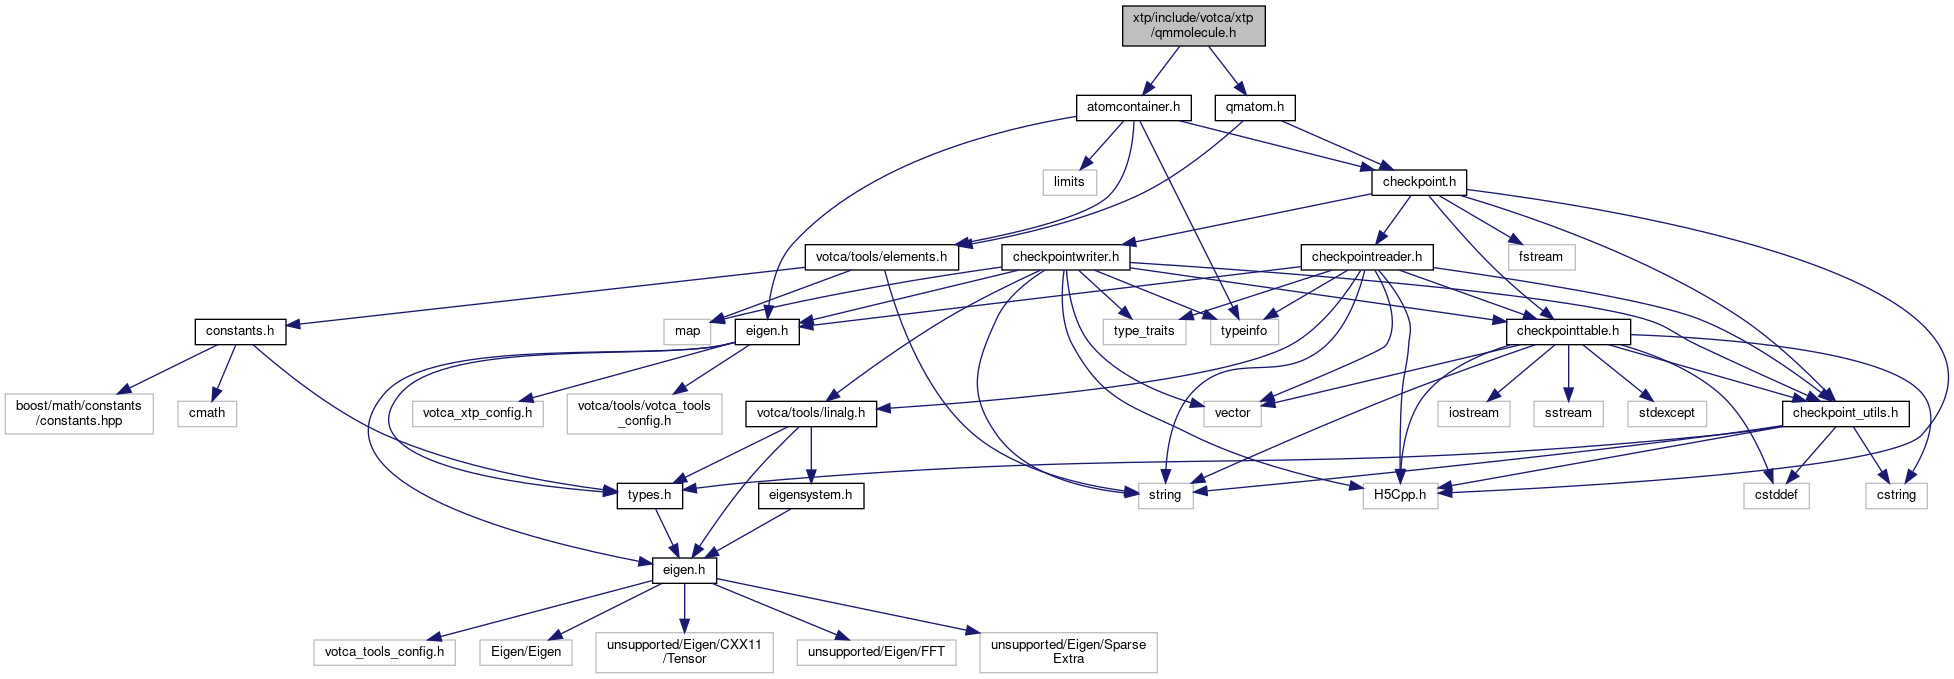 xtp/include/votca/xtp
/qmmolecule.h
atomcontainer.h
qmatom.h
limits
checkpoint.h
votca/tools/elements.h
checkpointwriter.h
checkpointreader.h
fstream
constants.h
map
eigen.h
type_traits
typeinfo
checkpointtable.h
boost/math/constants
/constants.hpp
cmath
votca_xtp_config.h
votca/tools/votca_tools
_config.h
votca/tools/linalg.h
vector
iostream
sstream
stdexcept
checkpoint_utils.h
types.h
eigensystem.h
string
H5Cpp.h
cstddef
cstring
eigen.h
votca_tools_config.h
Eigen/Eigen
unsupported/Eigen/CXX11
/Tensor
unsupported/Eigen/FFT
unsupported/Eigen/Sparse
Extra